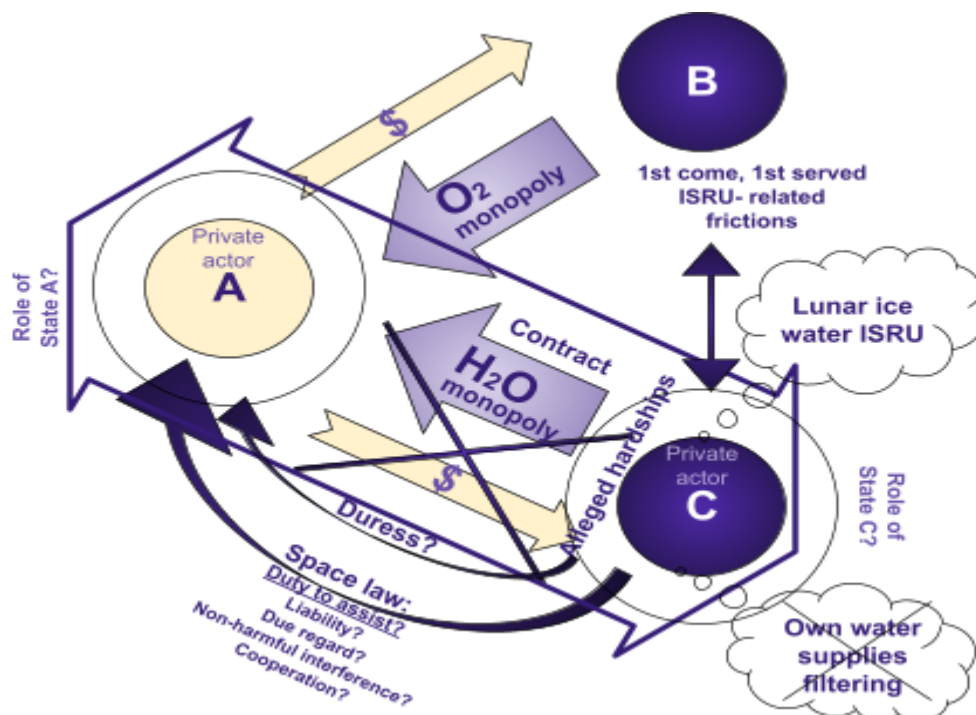 B
$
1st come, 1st served
ISRU- related
frictions
O2
monopoly
Private
actor
A
Role of
State A?
Lunar ice
water ISRU
Contract
H2O
monopoly
Alleged hardships
$
Private
actor
C
Role of
State C?
Duress?
Space law:
Duty to assist?
Liability?
Due regard?
Non-harmful interference?
Cooperation?
Own water
supplies
filtering